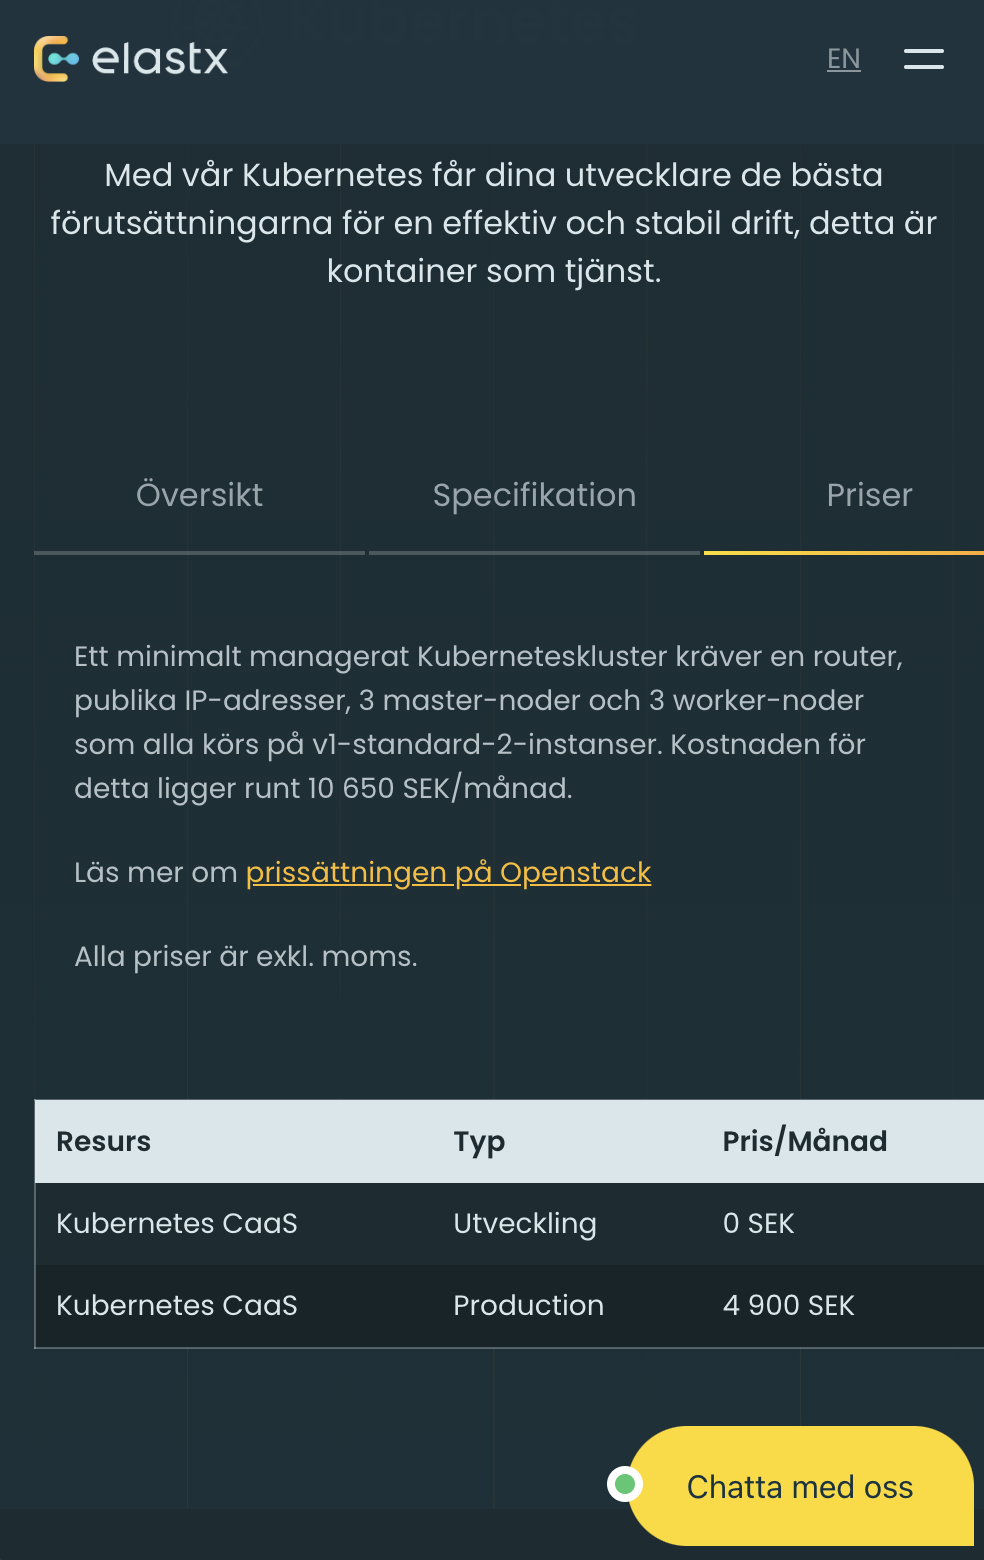 Kubernetes
elastx
EN
Med vår Kubernetes får dina utvecklare de bästa
förutsättningarna för en effektiv och stabil drift, detta är
kontainer som tjänst.
Översikt Specifikation Priser
Ett minimalt managerat Kuberneteskluster kräver en router,
publika IP-adresser, 3 master-noder och 3 worker-noder
som alla körs på v1-standard-2-instanser. Kostnaden för
detta ligger runt 10 650 SEK/månad.
Läs mer om prissättningen på Openstack
Alla priser är exkl. moms.
Resurs Typ Pris/Månad
Kubernetes CaaS Utveckling 0 SEK
Kubernetes CaaS Production 4 900 SEK
Chatta med oss